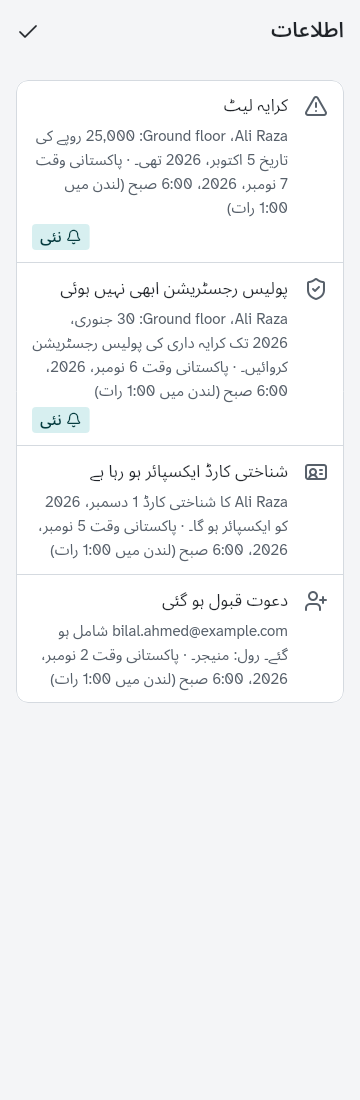 اطلاعات
کرایہ لیٹ
Ali Raza، Ground floor: 25,000 روپے کی
تاریخ 5 اکتوبر، 2026 تھی۔ · پاکستانی وقت
7 نومبر، 2026، 6:00 صبح (لندن میں
1:00 رات)
نئی
پولیس رجسٹریشن ابھی نہیں ہوئی
Ali Raza، Ground floor: 30 جنوری،
2026 تک کرایہ داری کی پولیس رجسٹریشن
کروائیں۔ · پاکستانی وقت 6 نومبر، 2026،
6:00 صبح (لندن میں 1:00 رات)
نئی
شناختی کارڈ ایکسپائر ہو رہا ہے
Ali Raza کا شناختی کارڈ 1 دسمبر، 2026
کو ایکسپائر ہو گا۔ · پاکستانی وقت 5 نومبر،
2026، 6:00 صبح (لندن میں 1:00 رات)
دعوت قبول ہو گئی
bilal.ahmed@example.com شامل ہو
گئے۔ رول: منیجر۔ · پاکستانی وقت 2 نومبر،
2026، 6:00 صبح (لندن میں 1:00 رات)